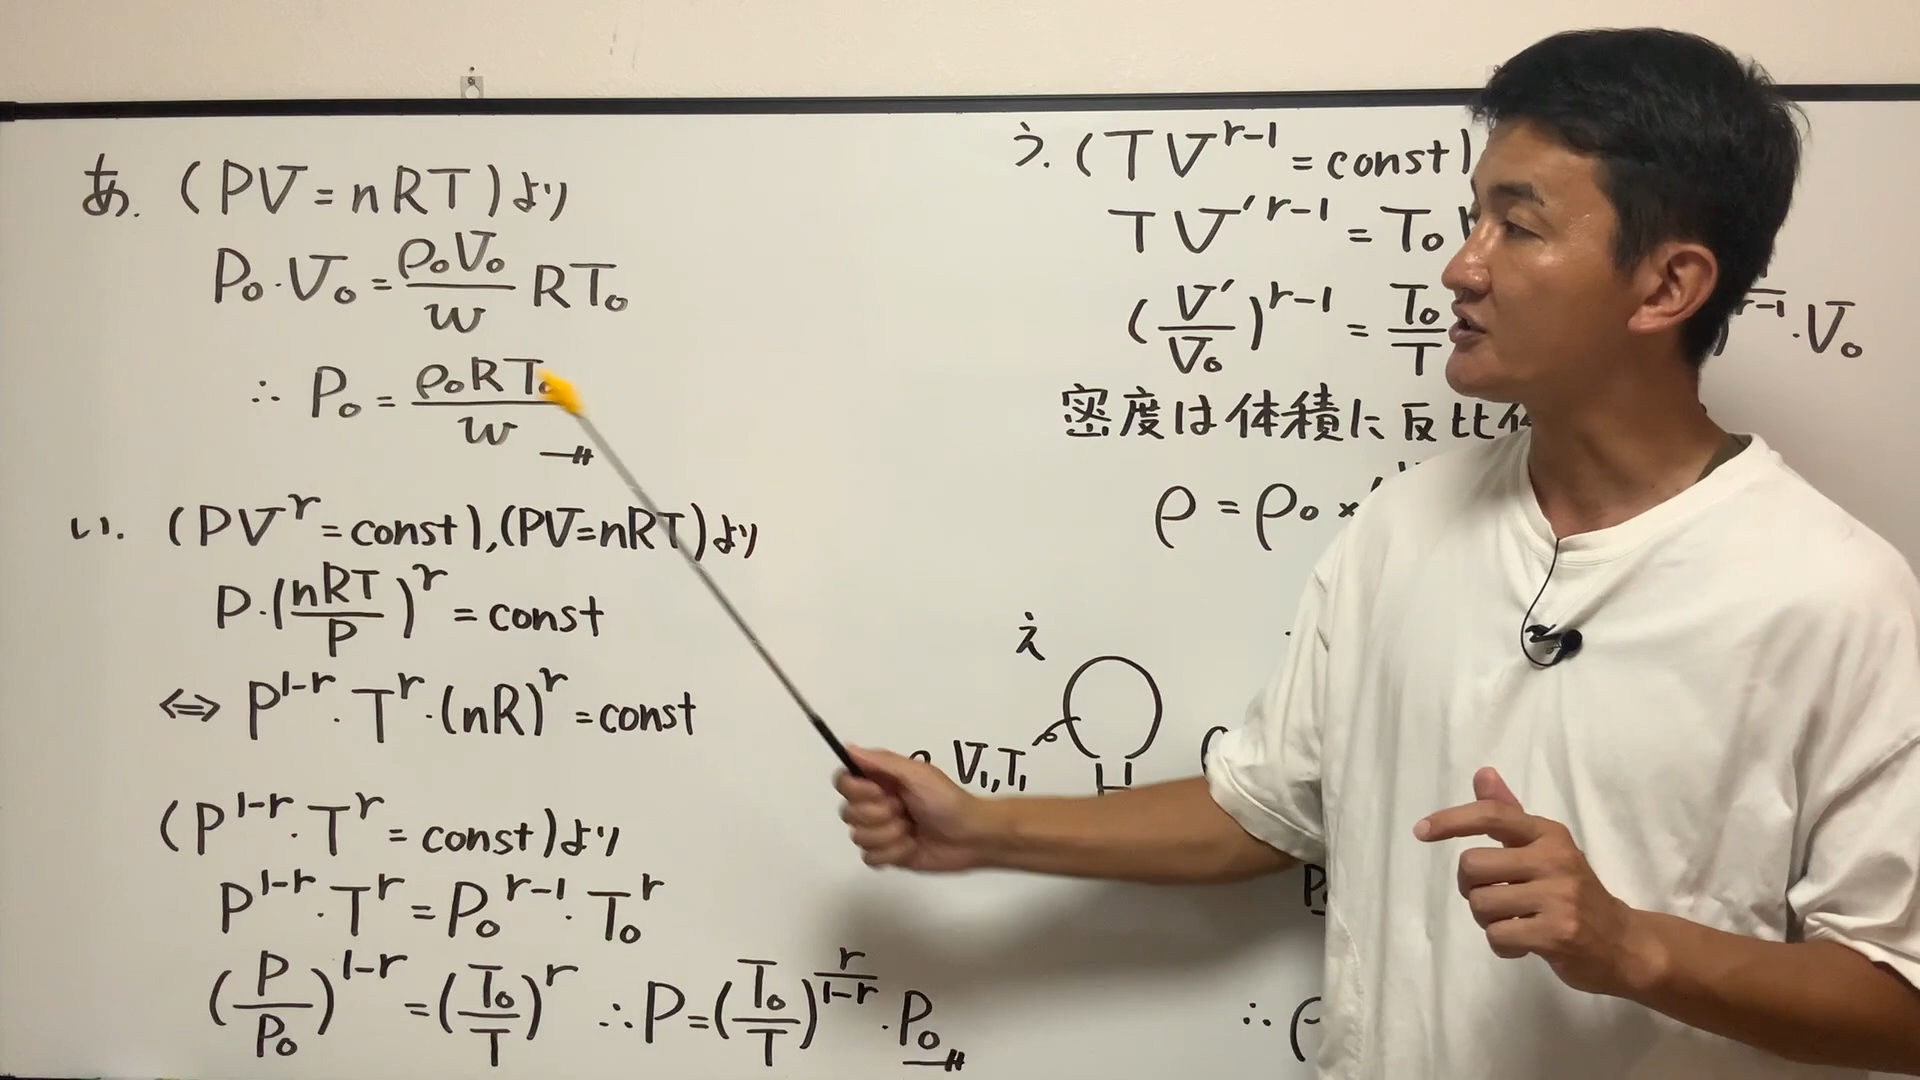 あ. (PV=nRT)より
P₀・V₀ = ρ₀V₀/w RT₀
∴ P₀ = ρ₀RT₀/w
い. (PV^r=const),(PV=nRT)より
P・(nRT/P)^r = const
⇔ P^(1-r)・T^r・(nR)^r = const
(P^(1-r)・T^r = const)より
P^(1-r)・T^r = P₀^(r-1)・T₀^r
(P/P₀)^(1-r) = (T₀/T)^r ∴P=(T₀/T)^(r/(1-r))・P₀
う. (TV^(r-1) = const)
TV'^(r-1) = T₀
(V'/V₀)^(r-1) = T₀/T
・V₀
密度は体積に反比
ρ = ρ₀ ×
え
V₁,T₁
∴